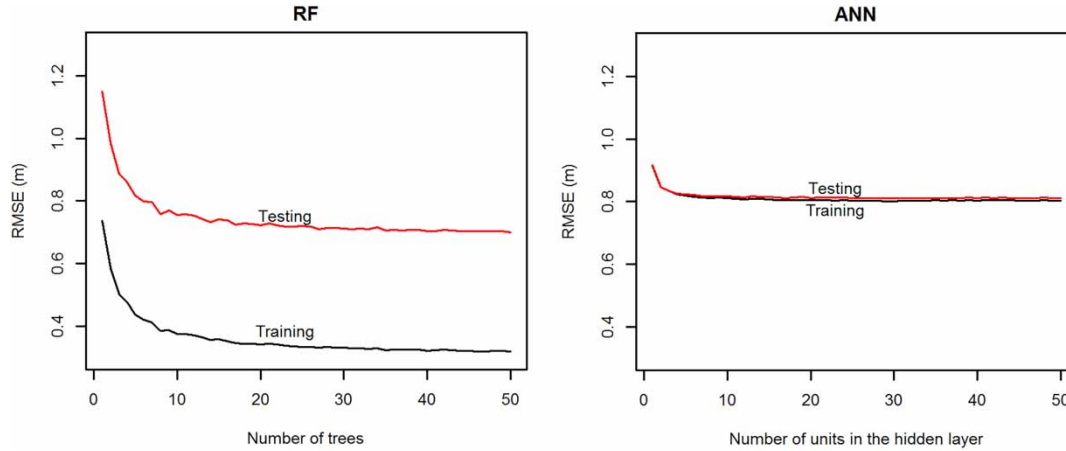 RF
RMSE (m)
1.2
1.0
0.8
0.6
0.4
Testing
Training
0 10 20 30 40 50
Number of trees
ANN
RMSE (m)
1.2
1.0
0.8
0.6
0.4
Testing
Training
0 10 20 30 40 50
Number of units in the hidden layer